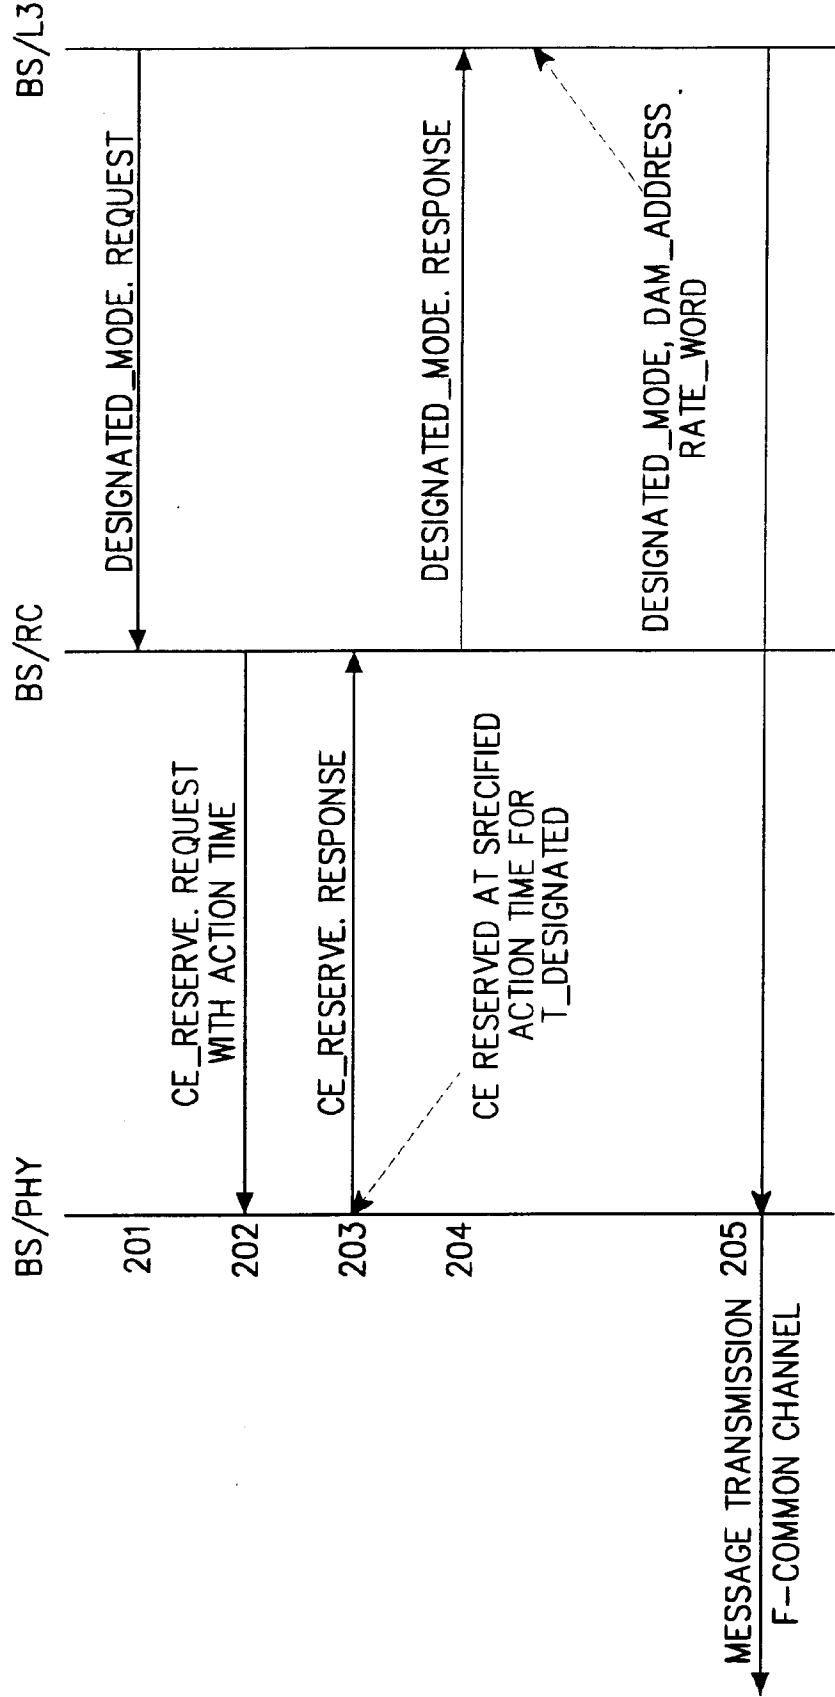 BS/PHY
BS/RC
BS/L3
201
DESIGNATED_MODE. REQUEST
202
CE_RESERVE. REQUEST
WITH ACTION TIME
203
CE_RESERVE. RESPONSE
204
DESIGNATED_MODE. RESPONSE
CE RESERVED AT SRECIFIED
ACTION TIME FOR
T_DESIGNATED
DESIGNATED_MODE, DAM_ADDRESS
RATE_WORD
MESSAGE TRANSMISSION
205
F-COMMON CHANNEL